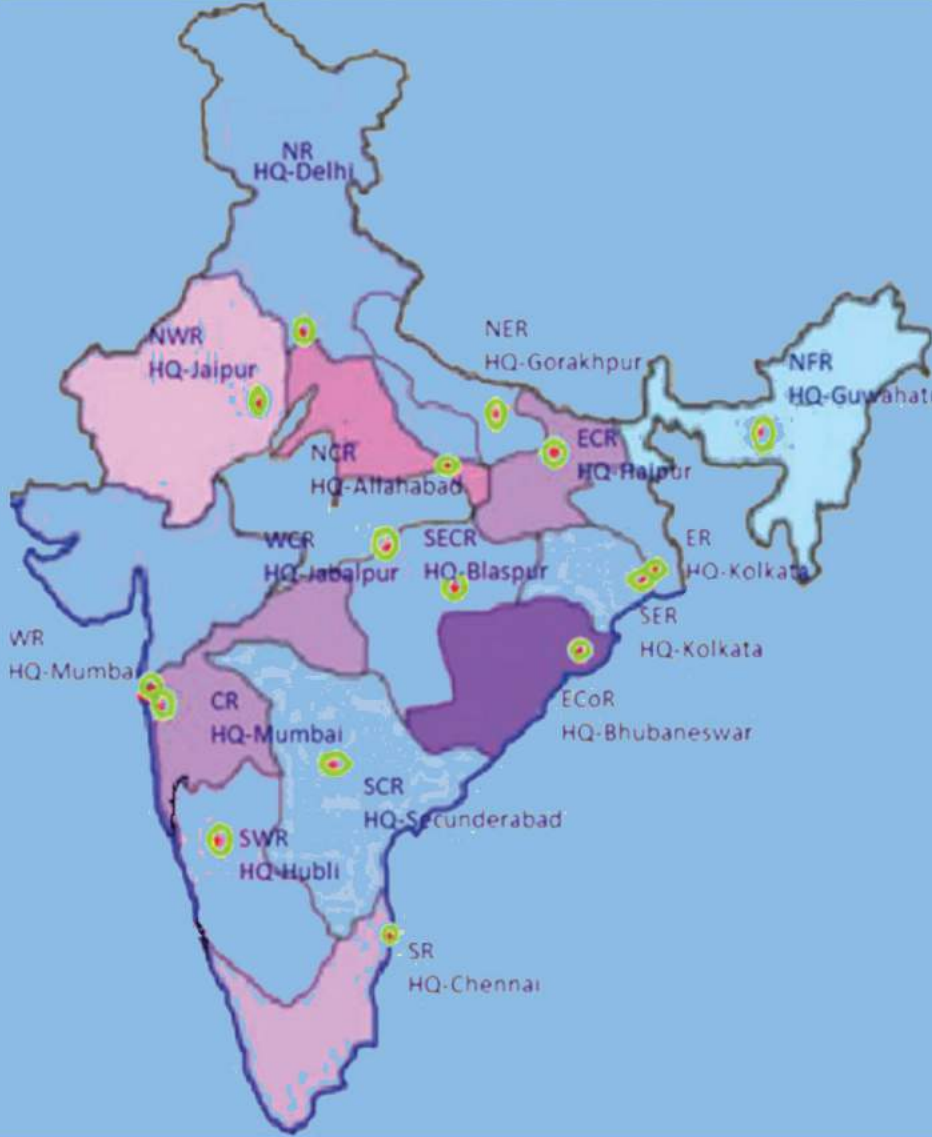 NR
HQ-Delhi
NWR
HQ-Jaipur
NER
HQ-Gorakhpur
NFR
HQ-Guwahati
NCR
HQ-Allahabad
ECR
HQ-Hajpur
WCR
HQ-Jabalpur
SECR
HQ-Blaspur
ER
HQ-Kolkata
SER
HQ-Kolkata
WR
HQ-Mumba
CR
HQ-Mumbai
ECoR
HQ-Bhubaneswar
SCR
HQ-Secunderabad
SWR
HQ-Hubli
SR
HQ-Chennai